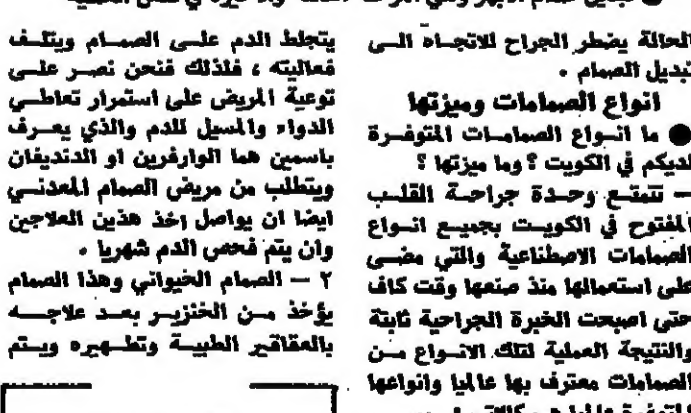 الحالة يضطر الجراح للاتجاه الى
تبديل الصمام .
انواع الصمامات وميزتها
● ما انواع الصمامات المتوفرة
لديكم في الكويت ؟ وما ميزتها ؟
— تتمتع وحدة جراحة القلب
المفتوح في الكويت بجميع انواع
الصمامات الاصطناعية والتي مضى
على استعمالها منذ صنعها وقت كاف
حتى اصبحت الخبرة الجراحية ثابتة
والنتيجة العملية لتلك الانواع من
الصمامات معترف بها عالميا وانواعها
يتجلط الدم على الصمام ويتلف
فعاليته ، فلذلك فنحن نصر على
توعية المريض على استمرار تعاطي
الدواء والمسيل للدم والذي يعرف
باسمين هما الوارفرين او الدنديفان
ويتطلب من مريض الصمام المعدني
ايضا ان يواصل اخذ هذين العلاجين
وان يتم فحص الدم شهريا .
٢ — الصمام الحيواني وهذا الصمام
يؤخذ من الخنزير بعد علاجه
بالعقاقير الطبية وتطهيره ويتم